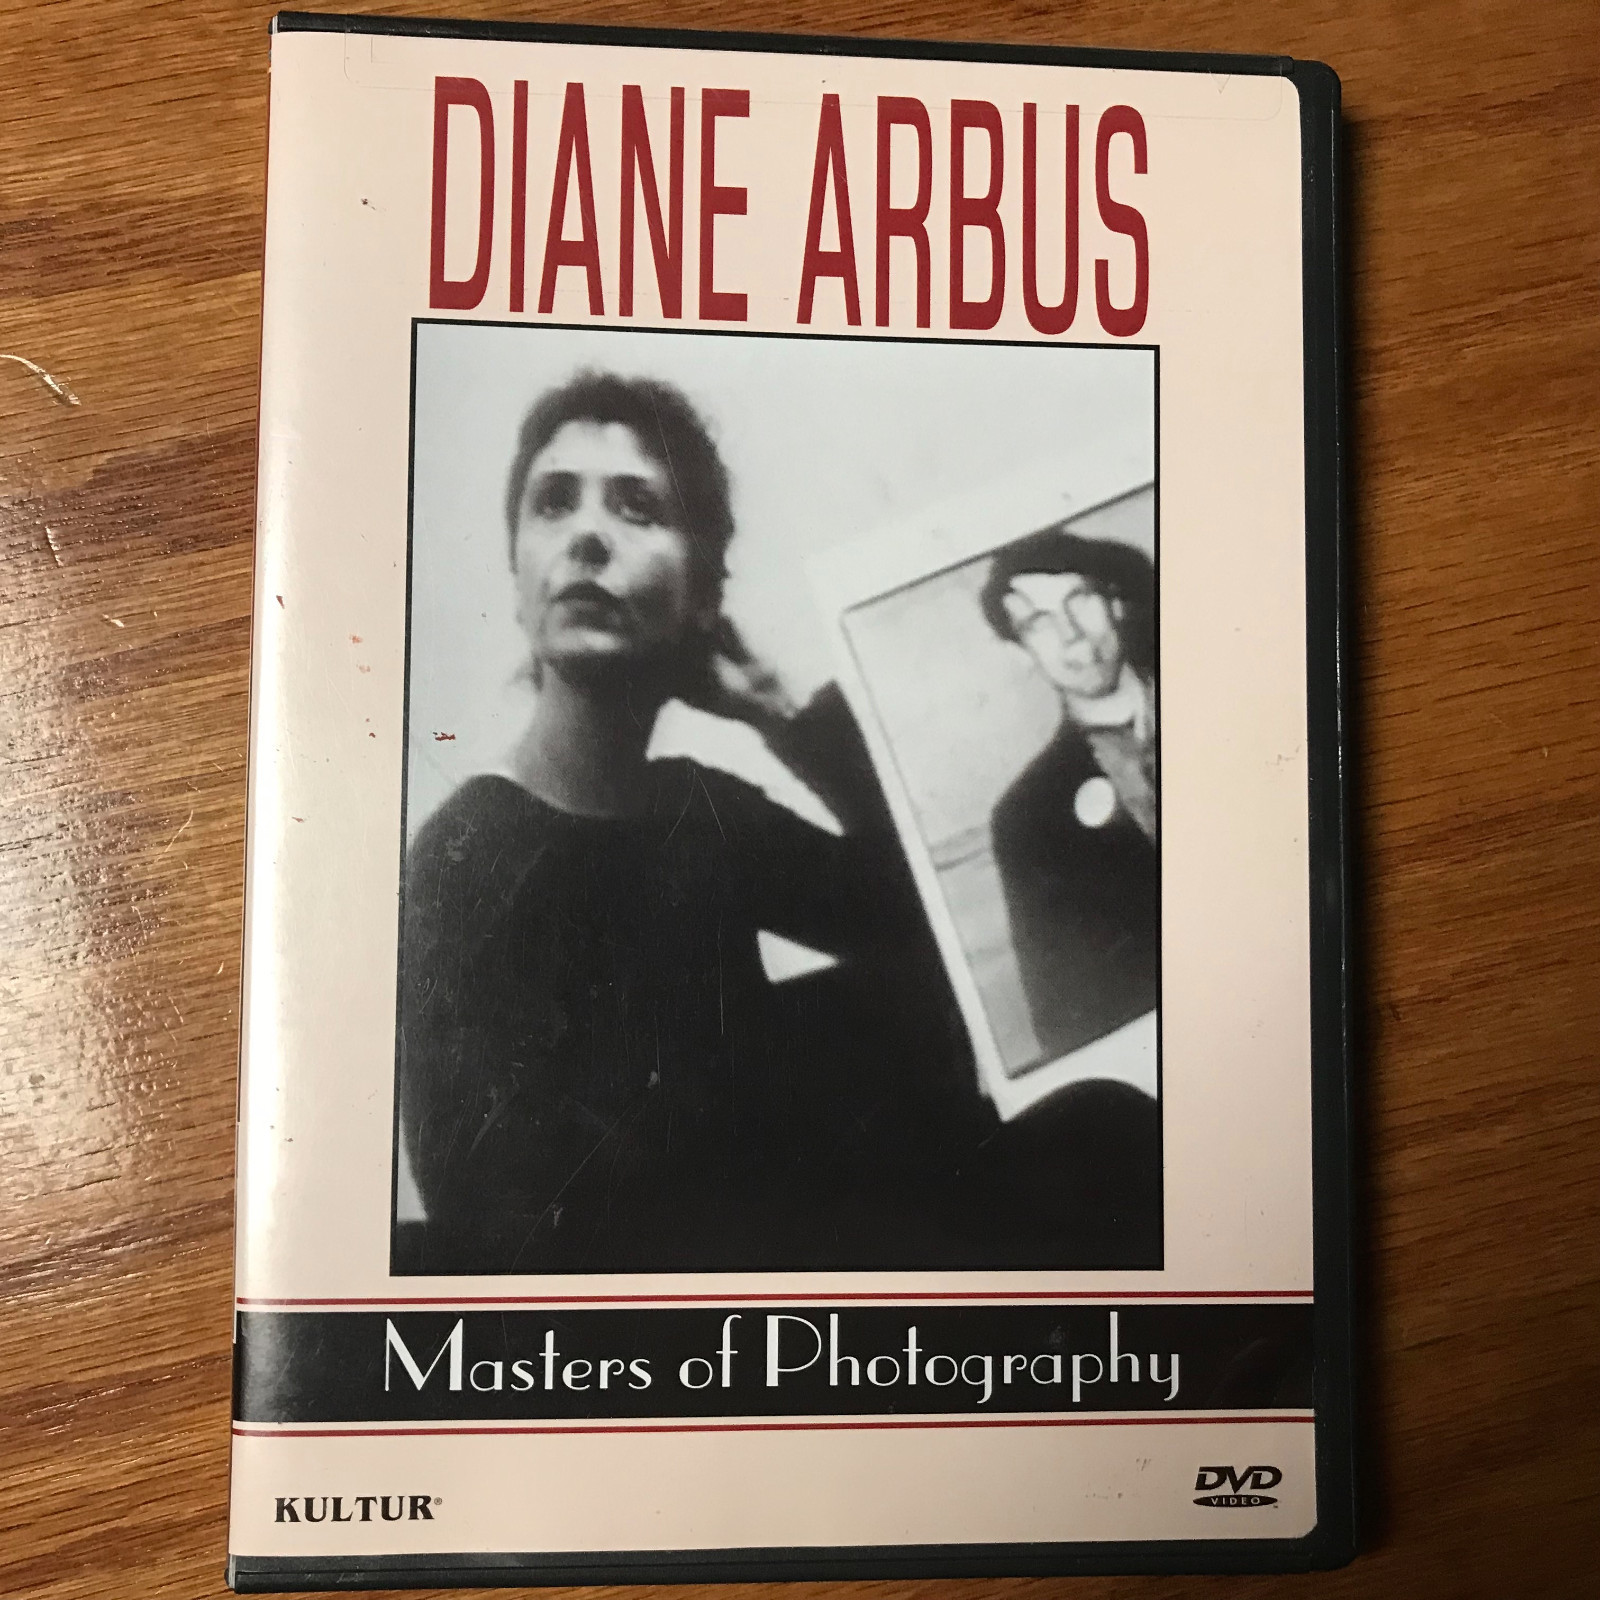 DIANE ARBUS
Masters of Photography
KULTUR®
DVD
VIDEO